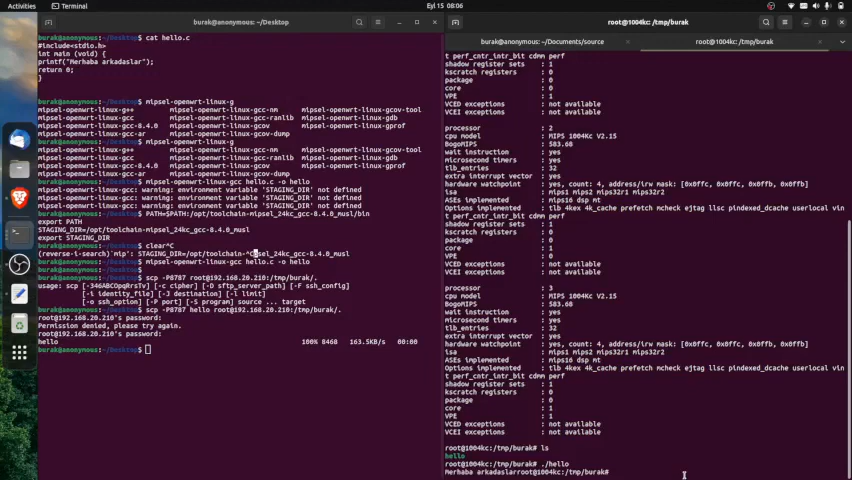 Activities
Terminal
Eyl 15 08:06
burak@anonymous: ~/Desktop
burak@anonymous:~/Desktop$ cat hello.c
#include<stdio.h>
int main (void) {
printf("Merhaba arkadaslar");
return 0;
}
burak@anonymous:~/Desktop$ mipsel-openwrt-linux-g
mipsel-openwrt-linux-g++ mipsel-openwrt-linux-gcc-nm mipsel-openwrt-linux-gcov-tool
mipsel-openwrt-linux-gcc mipsel-openwrt-linux-gcc-ranlib mipsel-openwrt-linux-gdb
mipsel-openwrt-linux-gcc-8.4.0 mipsel-openwrt-linux-gcov mipsel-openwrt-linux-gprof
mipsel-openwrt-linux-gcc-ar mipsel-openwrt-linux-gcov-dump
burak@anonymous:~/Desktop$ mipsel-openwrt-linux-g
mipsel-openwrt-linux-g++ mipsel-openwrt-linux-gcc-nm mipsel-openwrt-linux-gcov-tool
mipsel-openwrt-linux-gcc mipsel-openwrt-linux-gcc-ranlib mipsel-openwrt-linux-gdb
mipsel-openwrt-linux-gcc-8.4.0 mipsel-openwrt-linux-gcov mipsel-openwrt-linux-gprof
mipsel-openwrt-linux-gcc-ar mipsel-openwrt-linux-gcov-dump
burak@anonymous:~/Desktop$ mipsel-openwrt-linux-gcc hello.c -o hello
mipsel-openwrt-linux-gcc: warning: environment variable 'STAGING_DIR' not defined
mipsel-openwrt-linux-gcc: warning: environment variable 'STAGING_DIR' not defined
mipsel-openwrt-linux-gcc: warning: environment variable 'STAGING_DIR' not defined
burak@anonymous:~/Desktop$ PATH=$PATH:/opt/toolchain-mipsel_24kc_gcc-8.4.0_musl/bin
export PATH
STAGING_DIR=/opt/toolchain-mipsel_24kc_gcc-8.4.0_musl
export STAGING_DIR
burak@anonymous:~/Desktop$ clear^C
(reverse-i-search)`mip': STAGING_DIR=/opt/toolchain-^Cmipsel_24kc_gcc-8.4.0_musl
burak@anonymous:~/Desktop$ mipsel-openwrt-linux-gcc hello.c -o hello
burak@anonymous:~/Desktop$
burak@anonymous:~/Desktop$ scp -P8787 root@192.168.20.210:/tmp/burak/.
usage: scp [-346ABCOpqRrsTv] [-c cipher] [-D sftp_server_path] [-F ssh_config]
[-i identity_file] [-J destination] [-l limit]
[-o ssh_option] [-P port] [-S program] source ... target
burak@anonymous:~/Desktop$ scp -P8787 hello root@192.168.20.210:/tmp/burak/.
root@192.168.20.210's password:
Permission denied, please try again.
root@192.168.20.210's password:
hello 100% 8468 163.5KB/s 00:00
burak@anonymous:~/Desktop$
root@1004kc: /tmp/burak
burak@anonymous: ~/Documents/source
root@1004kc: /tmp/burak
t perf_cntr_intr_bit cdmm perf
shadow register sets : 1
kscratch registers : 0
package : 0
core : 0
VPE : 1
VCED exceptions : not available
VCEI exceptions : not available
processor : 2
cpu model : MIPS 1004Kc V2.15
BogoMIPS : 583.68
wait instruction : yes
microsecond timers : yes
tlb_entries : 32
extra interrupt vector : yes
hardware watchpoint : yes, count: 4, address/irw mask: [0x0ffc, 0x0ffc, 0x0ffb, 0x0ffb]
isa : mips1 mips2 mips32r1 mips32r2
ASEs implemented : mips16 dsp mt
Options implemented : tlb 4kex 4k_cache prefetch mcheck ejtag llsc pindexed_dcache userlocal vin
t perf_cntr_intr_bit cdmm perf
shadow register sets : 1
kscratch registers : 0
package : 0
core : 1
VPE : 0
VCED exceptions : not available
VCEI exceptions : not available
processor : 3
cpu model : MIPS 1004Kc V2.15
BogoMIPS : 583.68
wait instruction : yes
microsecond timers : yes
tlb_entries : 32
extra interrupt vector : yes
hardware watchpoint : yes, count: 4, address/irw mask: [0x0ffc, 0x0ffc, 0x0ffb, 0x0ffb]
isa : mips1 mips2 mips32r1 mips32r2
ASEs implemented : mips16 dsp mt
Options implemented : tlb 4kex 4k_cache prefetch mcheck ejtag llsc pindexed_dcache userlocal vin
t perf_cntr_intr_bit cdmm perf
shadow register sets : 1
kscratch registers : 0
package : 0
core : 1
VPE : 1
VCED exceptions : not available
VCEI exceptions : not available
root@1004kc:/tmp/burak# ls
hello
root@1004kc:/tmp/burak# ./hello
Merhaba arkadaslarroot@1004kc:/tmp/burak#